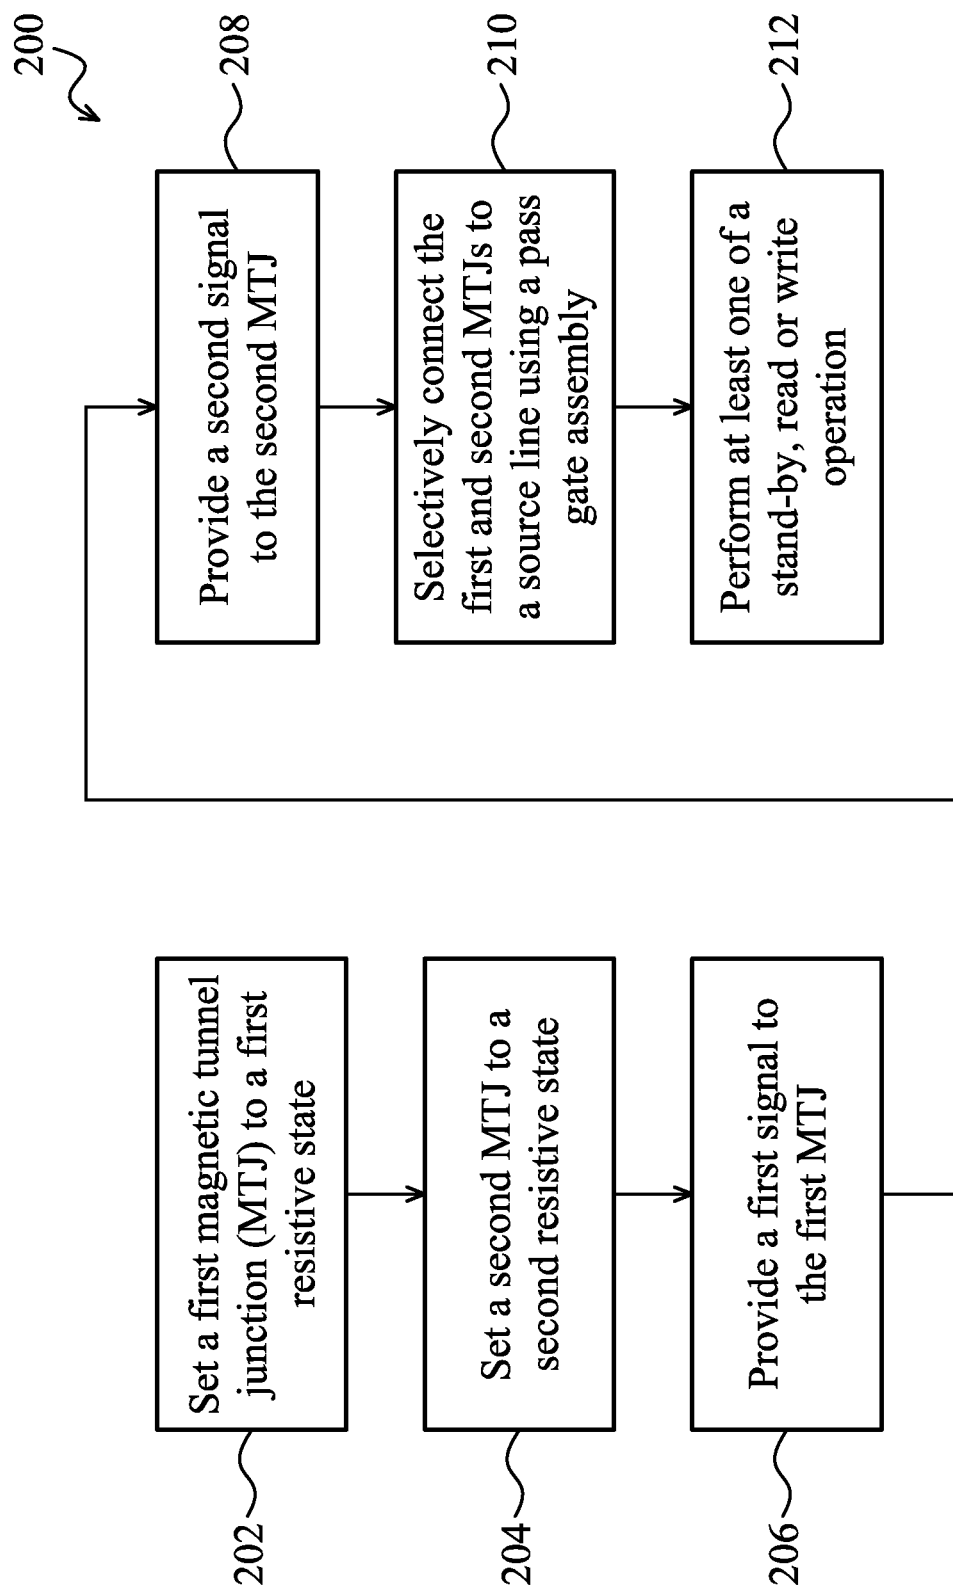 200
202
Set a first magnetic tunnel
junction (MTJ) to a first
resistive state
204
Set a second MTJ to a
second resistive state
206
Provide a first signal to
the first MTJ
208
Provide a second signal
to the second MTJ
210
Selectively connect the
first and second MTJs to
a source line using a pass
gate assembly
212
Perform at least one of a
stand-by, read or write
operation